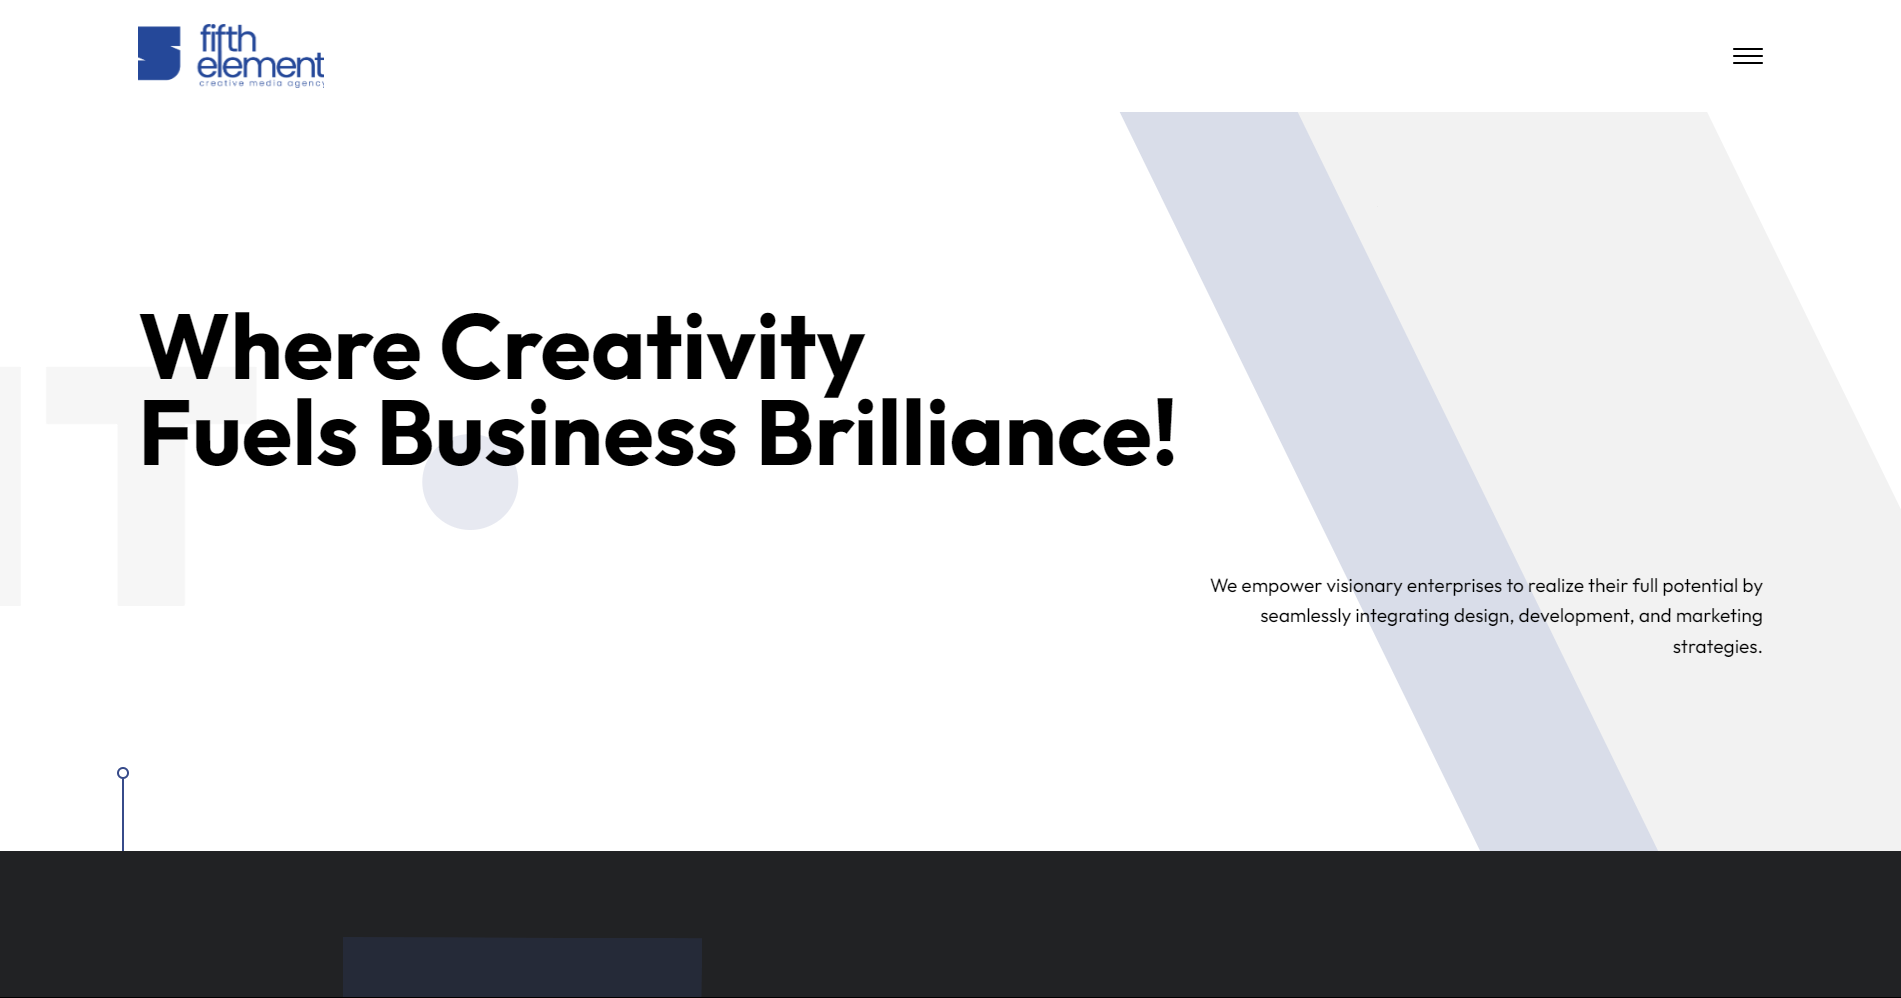 fifth
element
creative media agency
Where Creativity
Fuels Business Brilliance!
IT
We empower visionary enterprises to realize their full potential by
seamlessly integrating design, development, and marketing
strategies.